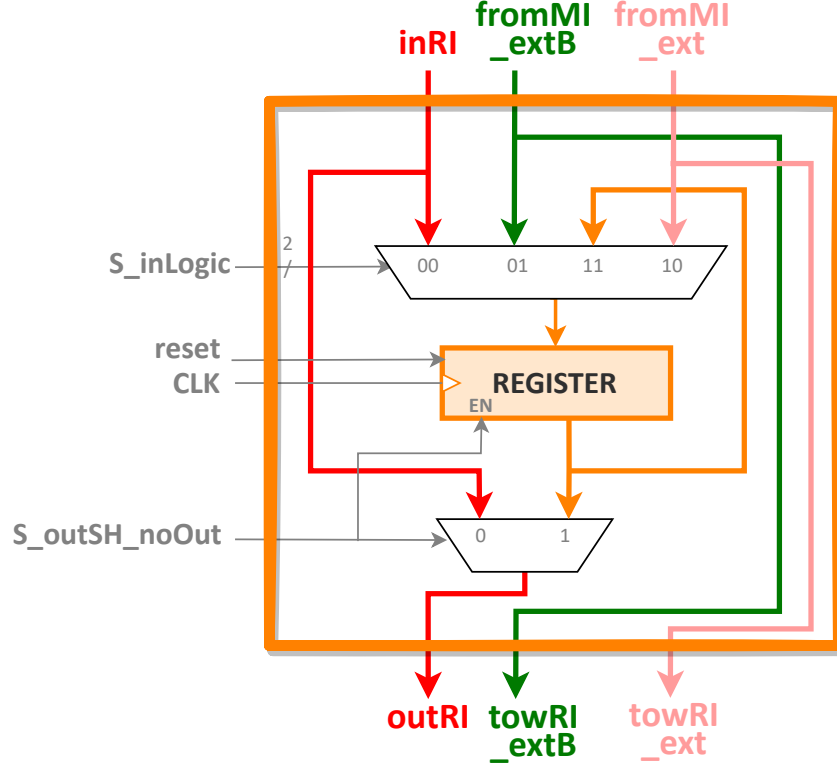 inRI
fromMI
_extB
fromMI
_ext
S_inLogic
2
/
00
01
11
10
reset
CLK
REGISTER
EN
S_outSH_noOut
0
1
outRI
towRI
_extB
towRI
_ext